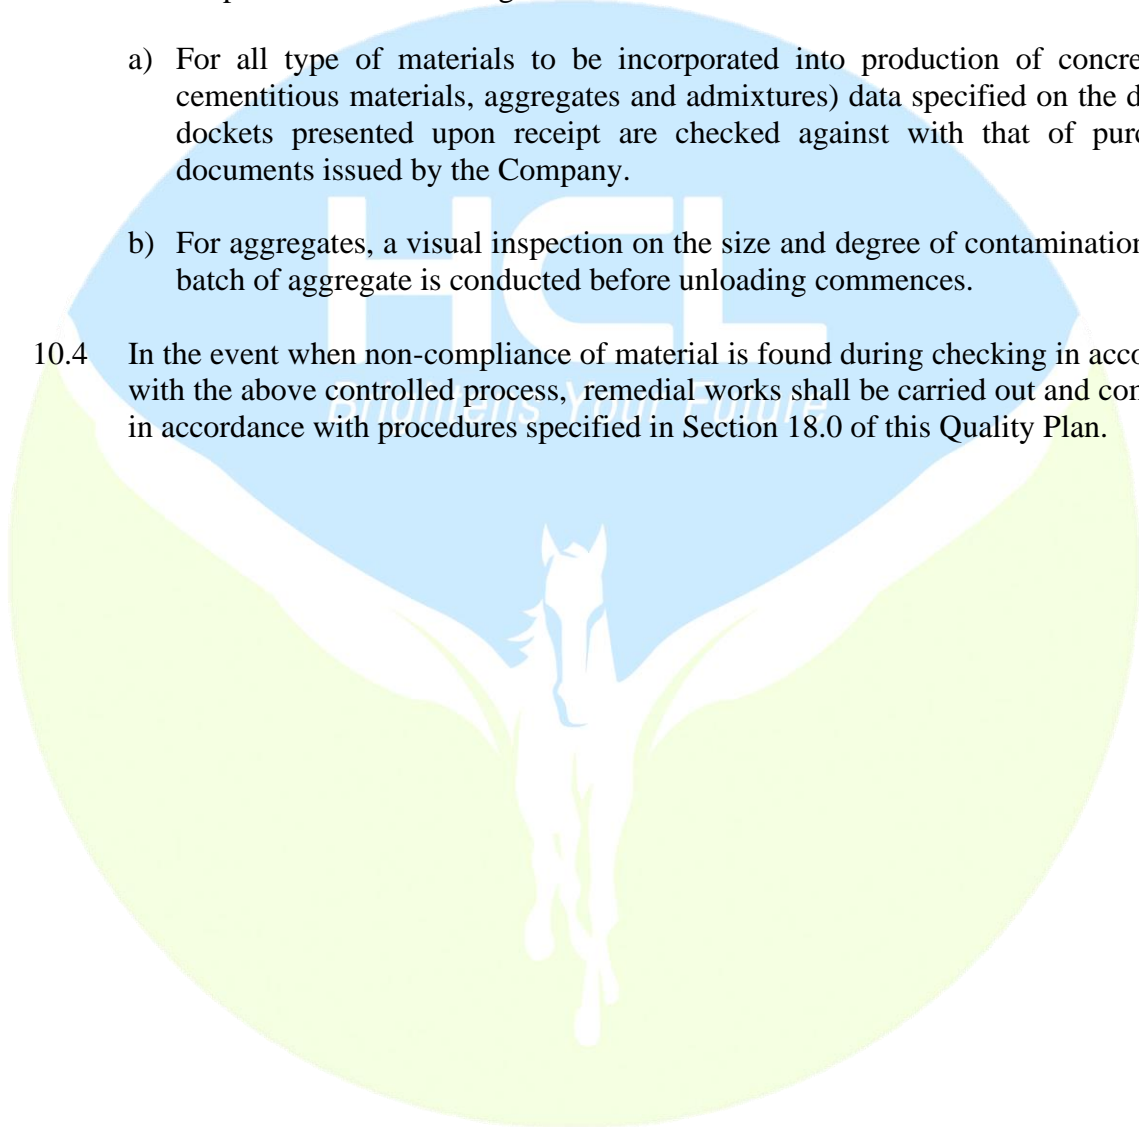 a) For all type of materials to be incorporated into production of
cementitious materials, aggregates and admixtures) data specified on the
dockets presented upon receipt are checked against with that of
documents issued by the Company.
HCL
b) For aggregates, a visual inspection on the size and degree of contamination
batch of aggregate is conducted before unloading commences.
10.4 In the event when non-compliance of material is found during checking in
with the above controlled process, remedial works shall be carried out and
Brightens Your Future
in accordance with procedures specified in Section 18.0 of this Quality Plan.